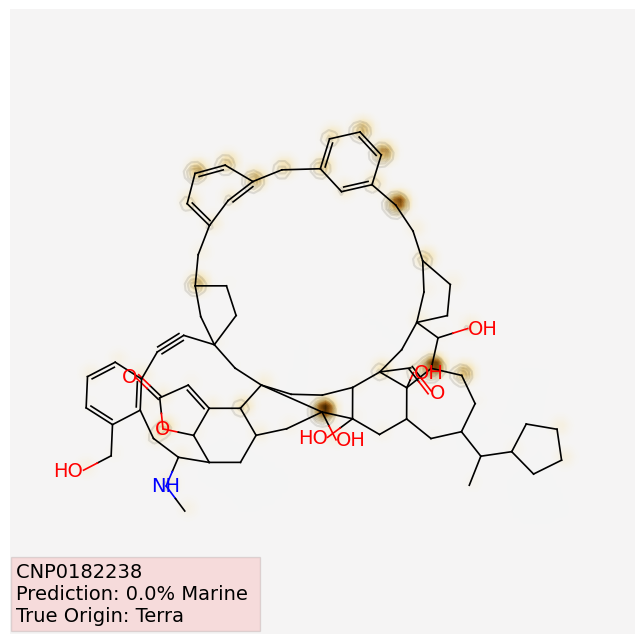 OH
OH
O
O
O
HO
OH
HO
NH
CNP0182238
Prediction: 0.0% Marine
True Origin: Terra